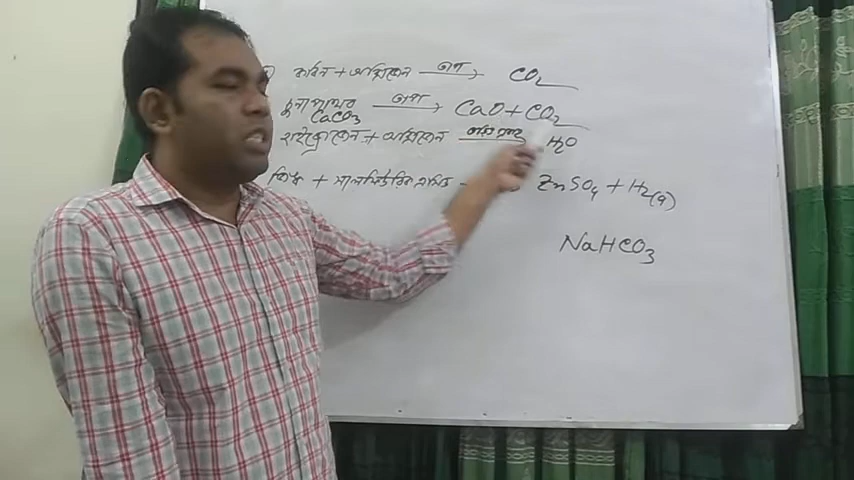 কার্বন + অক্সিজেন —তাপ→ CO₂
চুনাপাথর —তাপ→ CaO + CO₂
CaCO₃
হাইড্রোজেন + অক্সিজেন → H₂O
+ সালফিউরিক এসিড → ZnSO₄ + H₂(g)
NaHCO₃